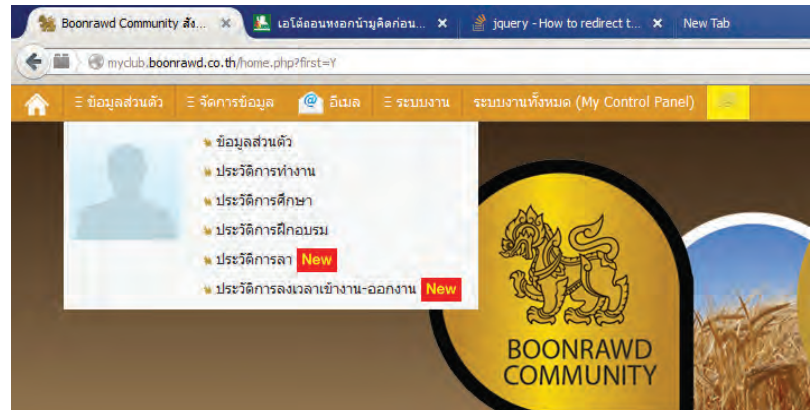 Boonrawd Community สั่ง... เอโด้ถอนหงอกน้ามูคิดก่อน... jquery - How to redirect t... New Tab
myclub.boonrawd.co.th/home.php?first=Y
ข้อมูลส่วนตัว จัดการข้อมูล @ อีเมล ระบบงาน ระบบงานทั้งหมด (My Control Panel)
ข้อมูลส่วนตัว
ประวัติการทำงาน
ประวัติการศึกษา
ประวัติการฝึกอบรม
ประวัติการลา New
ประวัติการลงเวลาเข้างาน-ออกงาน New
BOONRAWD
COMMUNITY